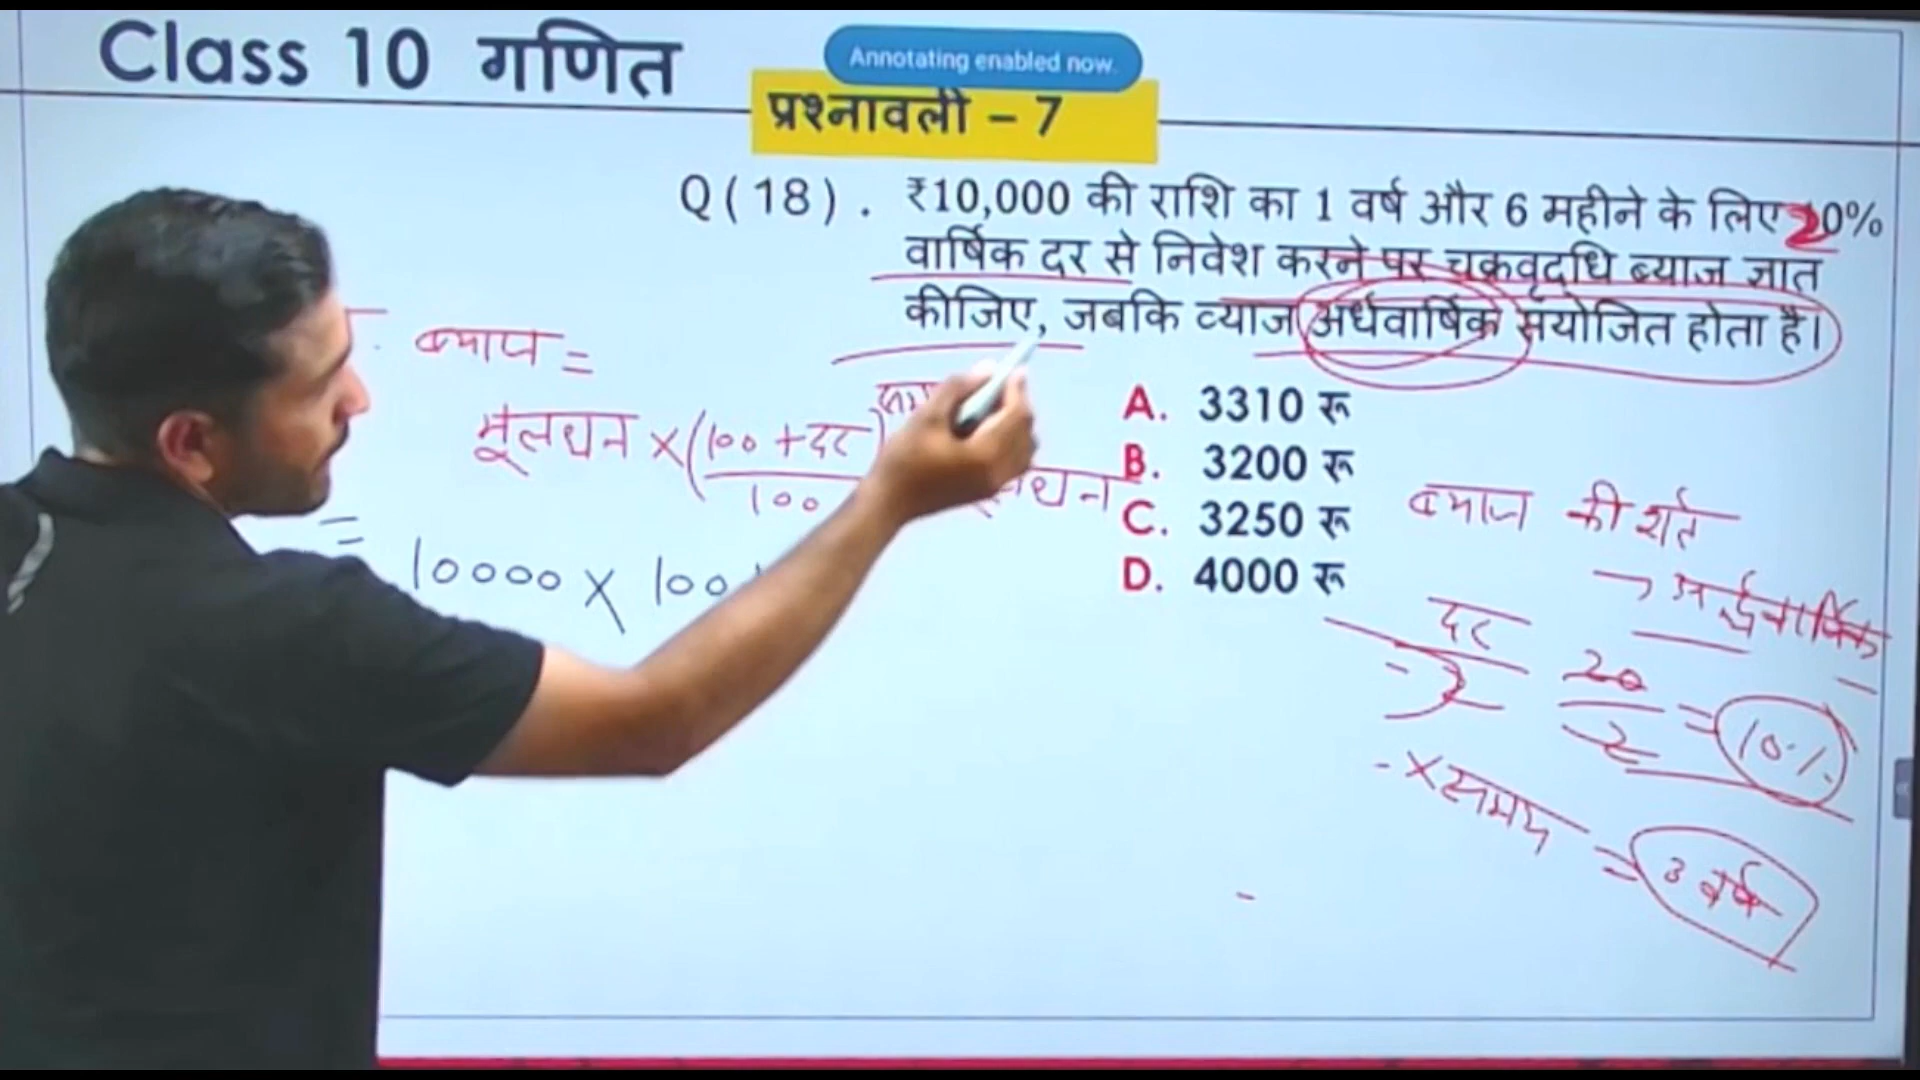 Class 10 गणित
Annotating enabled now.
प्रश्नावली – 7
Q(18). ₹10,000 की राशि का 1 वर्ष और 6 महीने के लिए 20%
वार्षिक दर से निवेश करने पर चक्रवृद्धि ब्याज ज्ञात
कीजिए, जबकि ब्याज अर्धवार्षिक संयोजित होता है।
A. 3310 रू
B. 3200 रू
C. 3250 रू
D. 4000 रू
ब्याज =
मूलधन × (100 + दर
100
= 10000 × 100
ब्याज की शर्त
→ अर्द्धवार्षिक
दर
2
20
2
= 10%
× समय = 3 वर्ष